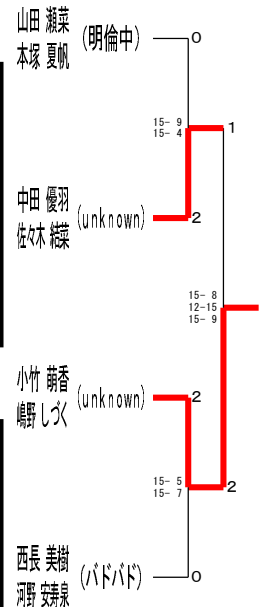 山田 瀬菜
本塚 夏帆
(明倫中)
0
15- 9
15- 4
1
中田 優羽
佐々木 結菜
(unknown)
2
15- 8
12-15
15- 9
小竹 萌香
嶋野 しづく
(unknown)
2
15- 5
15- 7
2
西長 美樹
河野 安寿泉
(バドバド)
0